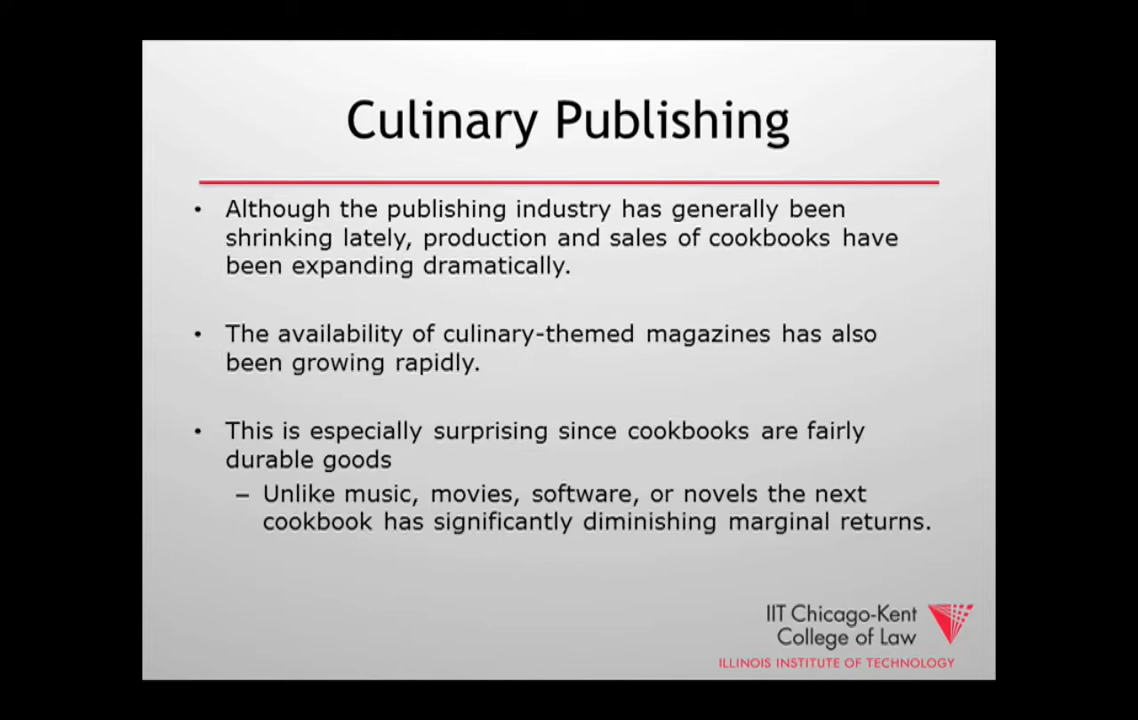 Culinary Publishing
• Although the publishing industry has generally been
shrinking lately, production and sales of cookbooks have
been expanding dramatically.
• The availability of culinary-themed magazines has also
been growing rapidly.
• This is especially surprising since cookbooks are fairly
durable goods
– Unlike music, movies, software, or novels the next
cookbook has significantly diminishing marginal returns.
IIT Chicago-Kent
College of Law
ILLINOIS INSTITUTE OF TECHNOLOGY